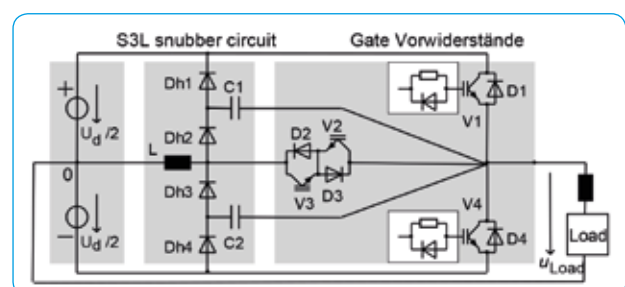 S3L snubber circuit
Gate Vorwiderstände
+
U_d/2
0
−
U_d/2
L
Dh1
Dh2
Dh3
Dh4
C1
C2
D2
V2
V3
D3
V1
D1
V4
D4
u_Load
Load